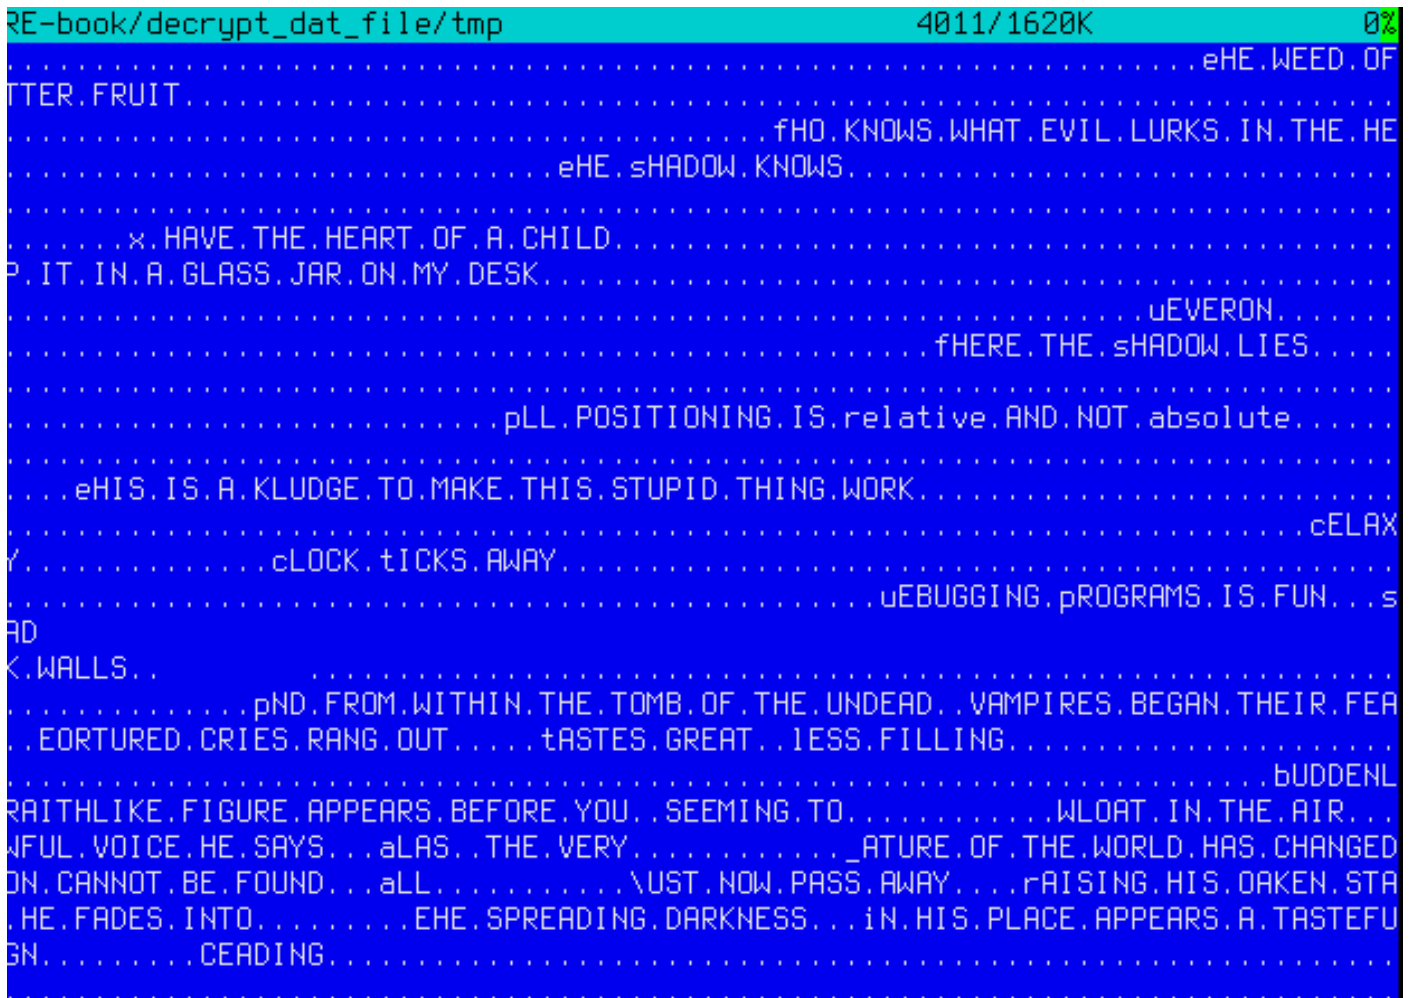 RE-book/decrypt_dat_file/tmp 4011/1620K 0%
......eHE.WEED.OF
TTER.FRUIT......
......fHO.KNOWS.WHAT.EVIL.LURKS.IN.THE.HE
......eHE.sHADOW.KNOWS......
......
.......x.HAVE.THE.HEART.OF.A.CHILD......
P.IT.IN.A.GLASS.JAR.ON.MY.DESK......
......uEVERON.......
......fHERE.THE.sHADOW.LIES.....
......
......pLL.POSITIONING.IS.relative.AND.NOT.absolute......
......
....eHIS.IS.A.KLUDGE.TO.MAKE.THIS.STUPID.THING.WORK......
......cELAX
Y..............cLOCK.tICKS.AWAY......
......uEBUGGING.pROGRAMS.IS.FUN...s
AD
K.WALLS.. ......
..............pND.FROM.WITHIN.THE.TOMB.OF.THE.UNDEAD..VAMPIRES.BEGAN.THEIR.FEA
..EORTURED.CRIES.RANG.OUT.....tASTES.GREAT..lESS.FILLING......
......bUDDENL
RAITHLIKE.FIGURE.APPEARS.BEFORE.YOU..SEEMING.TO............WLOAT.IN.THE.AIR...
WFUL.VOICE.HE.SAYS...aLAS..THE.VERY............_ATURE.OF.THE.WORLD.HAS.CHANGED
ON.CANNOT.BE.FOUND...aLL...........\UST.NOW.PASS.AWAY....rAISING.HIS.OAKEN.STA
.HE.FADES.INTO.........EHE.SPREADING.DARKNESS...iN.HIS.PLACE.APPEARS.A.TASTEFU
GN.........CEADING......
......